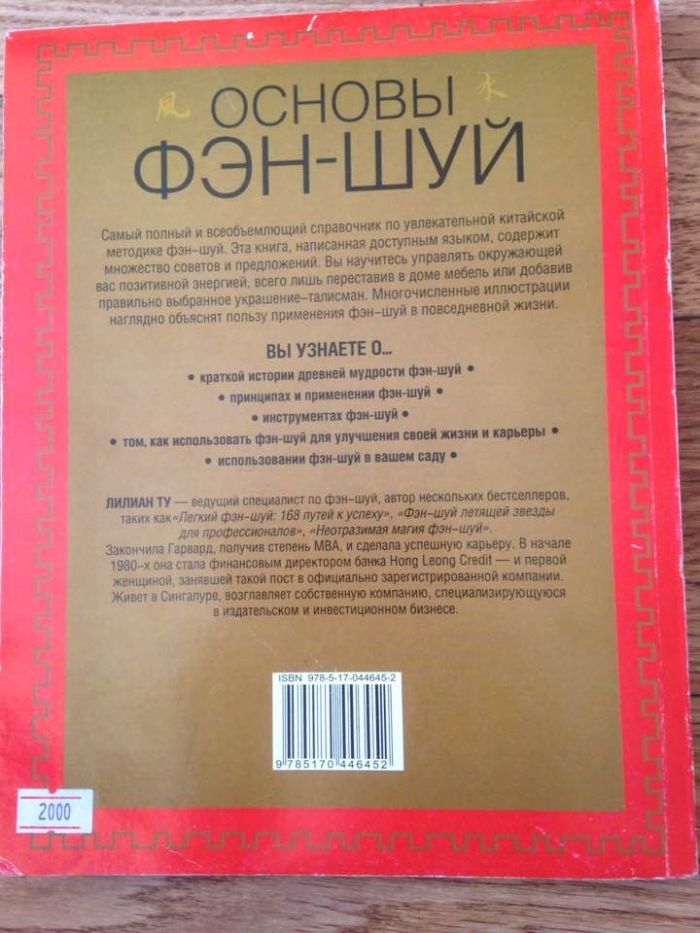 風 ОСНОВЫ 水
ФЭН-ШУЙ
Самый полный и всеобъемлющий справочник по увлекательной китайской
методике фэн-шуй. Эта книга, написанная доступным языком, содержит
множество советов и предложений. Вы научитесь управлять окружающей
вас позитивной энергией, всего лишь переставив в доме мебель или добавив
правильно выбранное украшение-талисман. Многочисленные иллюстрации
наглядно объяснят пользу применения фэн-шуй в повседневной жизни.
ВЫ УЗНАЕТЕ О...
• краткой истории древней мудрости фэн-шуй •
• принципах и применении фэн-шуй •
• инструментах фэн-шуй •
• том, как использовать фэн-шуй для улучшения своей жизни и карьеры •
• использовании фэн-шуй в вашем саду •
ЛИЛИАН ТУ — ведущий специалист по фэн-шуй, автор нескольких бестселлеров,
таких как «Легкий фэн-шуй: 168 путей к успеху», «Фэн-шуй летящей звезды
для профессионалов», «Неотразимая магия фэн-шуй».
Закончила Гарвард, получив степень MBA, и сделала успешную карьеру. В начале
1980-х она стала финансовым директором банка Hong Leong Credit — и первой
женщиной, занявшей такой пост в официально зарегистрированной компании.
Живет в Сингапуре, возглавляет собственную компанию, специализирующуюся
в издательском и инвестиционном бизнесе.
ISBN 978-5-17-044645-2
9 785170 446452
2000